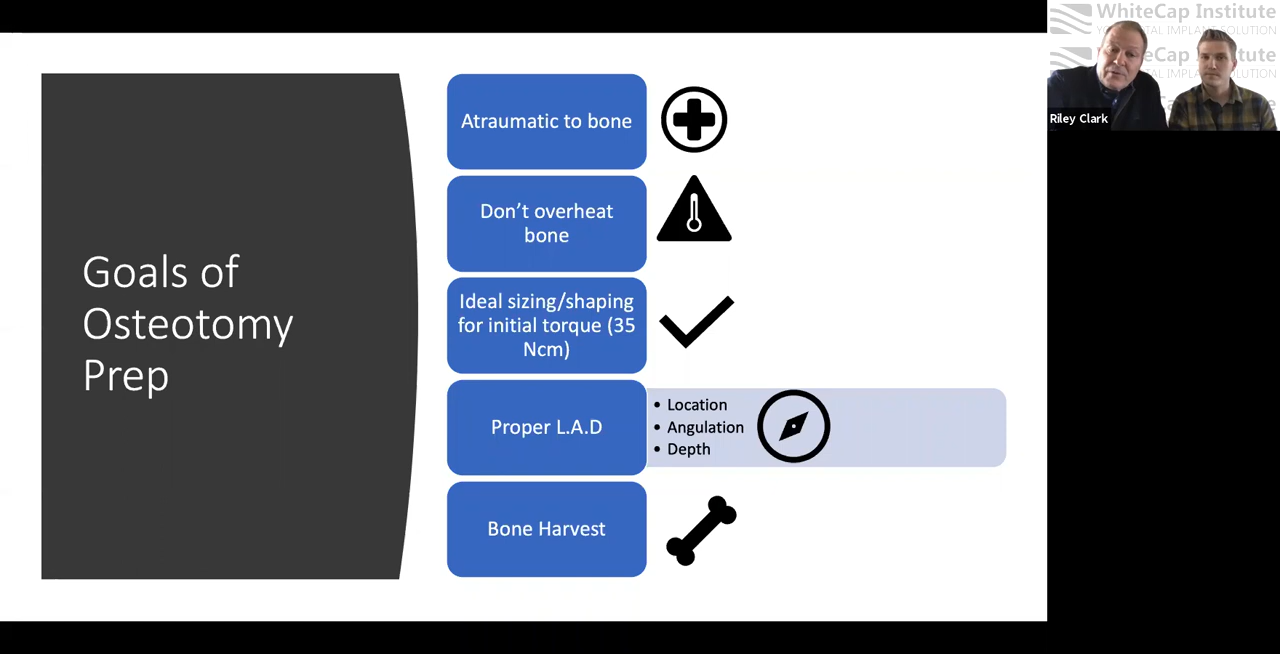 Goals of
Osteotomy
Prep
Atraumatic to bone
Don’t overheat
bone
Ideal sizing/shaping
for initial torque (35
Ncm)
Proper L.A.D
• Location
• Angulation
• Depth
Bone Harvest
WhiteCap Institute
Riley Clark